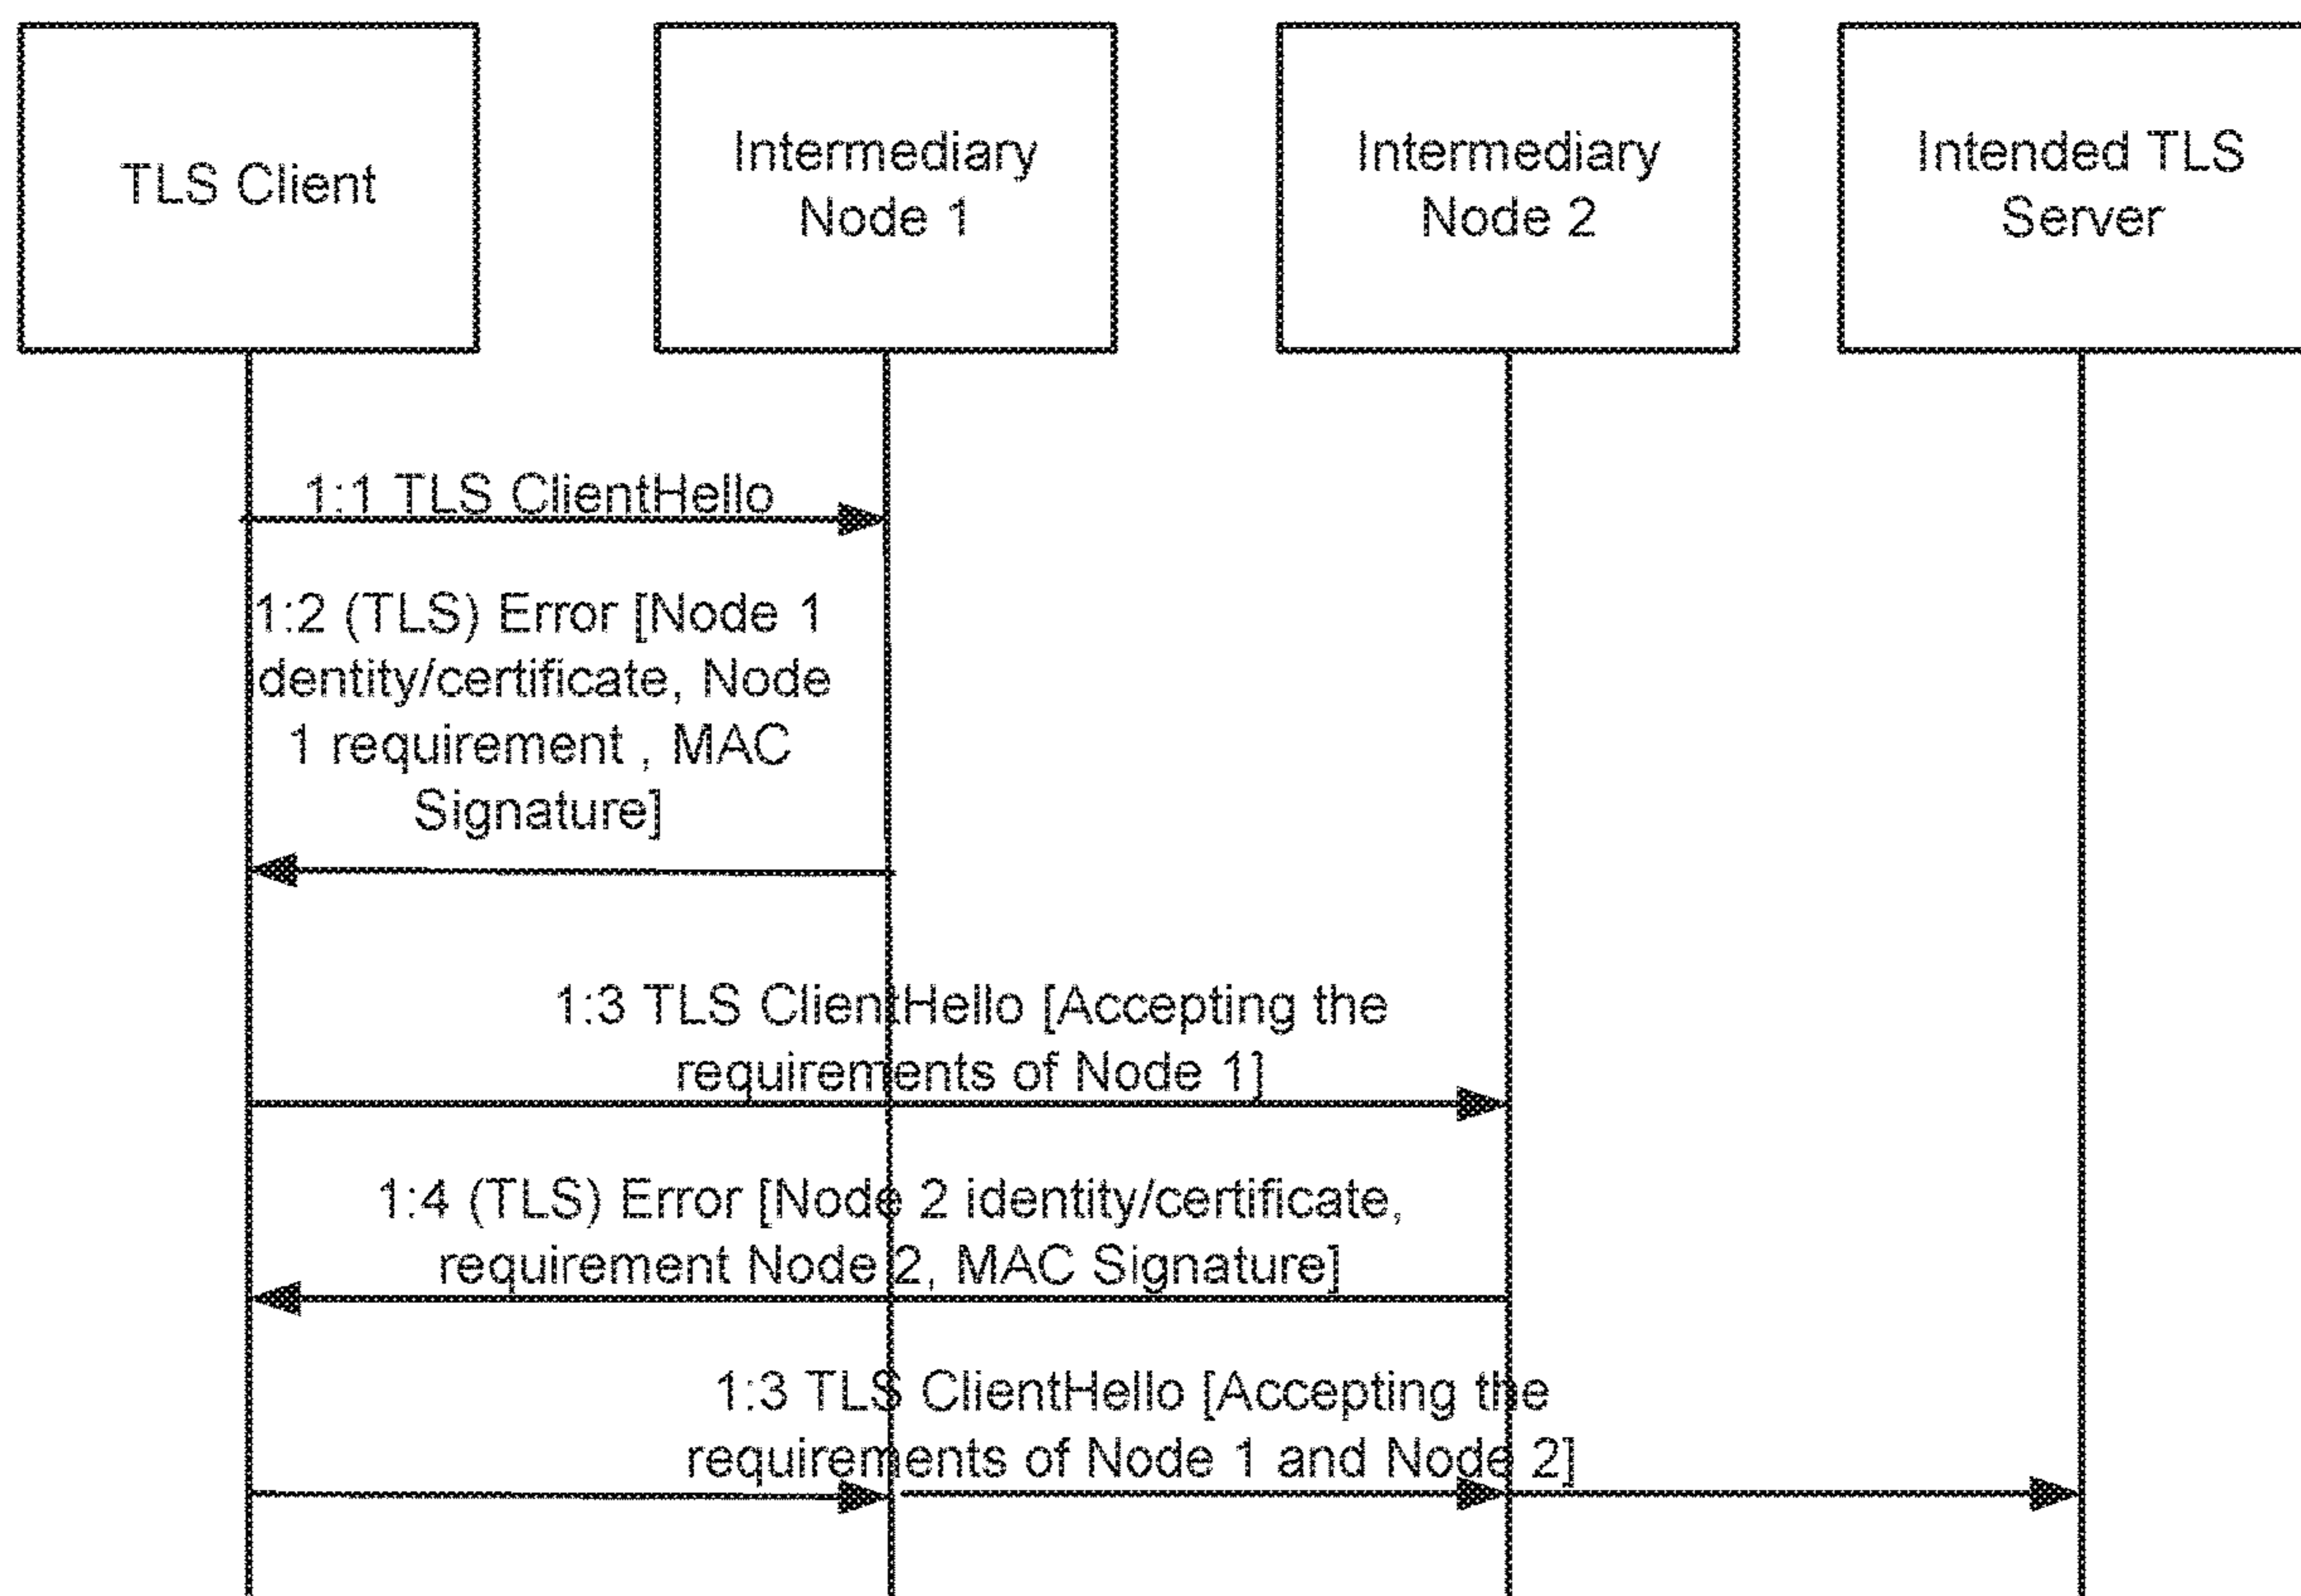 TLS Client
Intermediary
Node 1
Intermediary
Node 2
Intended TLS
Server
1:1 TLS ClientHello
1:2 (TLS) Error [Node 1
identity/certificate, Node
1 requirement , MAC
Signature]
1:3 TLS ClientHello [Accepting the
requirements of Node 1]
1:4 (TLS) Error [Node 2 identity/certificate,
requirement Node 2, MAC Signature]
1:3 TLS ClientHello [Accepting the
requirements of Node 1 and Node 2]